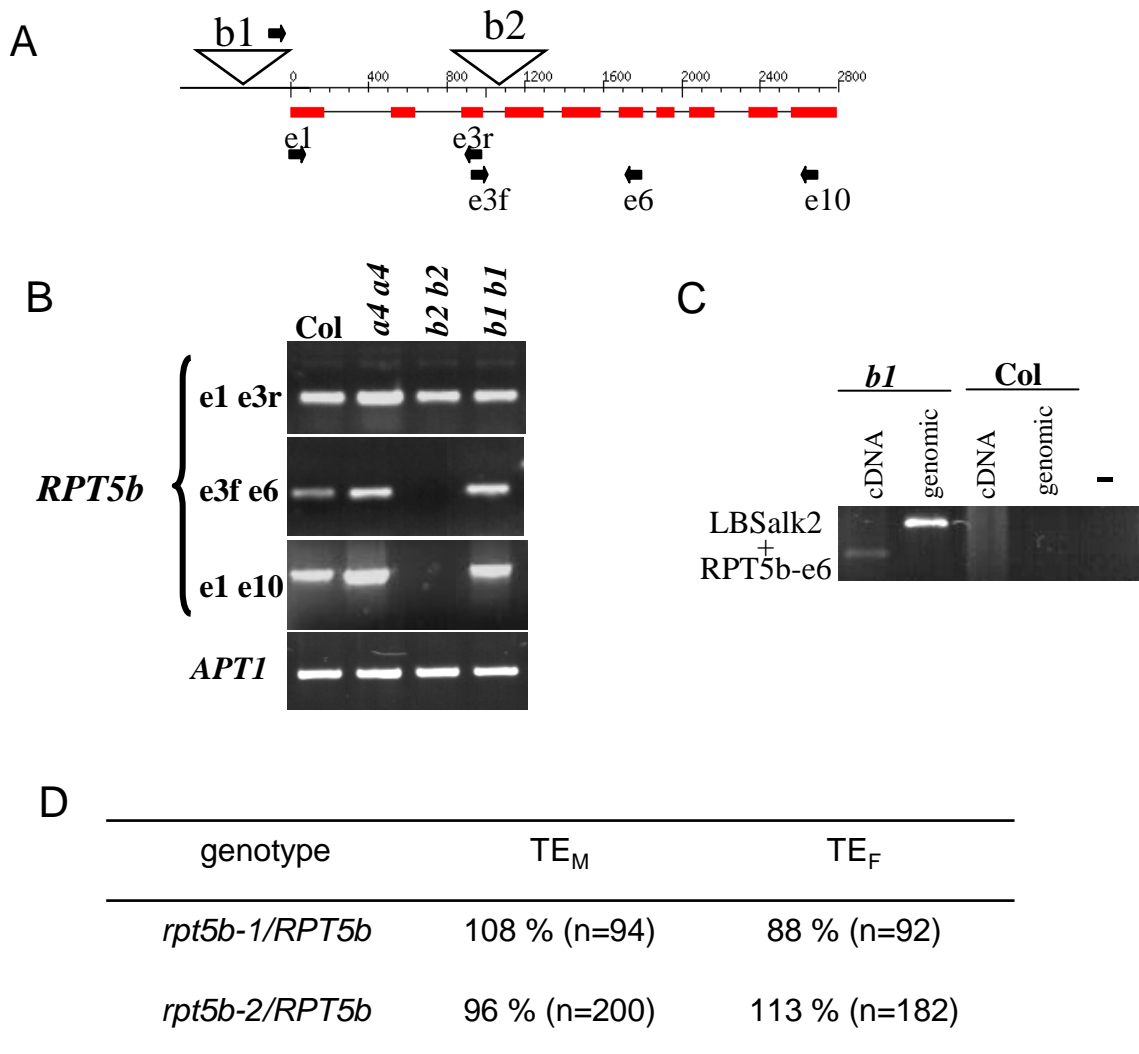 A
b1
b2
0 400 800 1200 1600 2000 2400 2800
e1
e3r
e3f
e6
e10
B
Col
a4 a4
b2 b2
b1 b1
RPT5b
e1 e3r
e3f e6
e1 e10
APT1
C
b1
Col
cDNA
genomic
cDNA
genomic
-
LBSalk2
+
RPT5b-e6
D
genotype TE_M TE_F
rpt5b-1/RPT5b 108 % (n=94) 88 % (n=92)
rpt5b-2/RPT5b 96 % (n=200) 113 % (n=182)